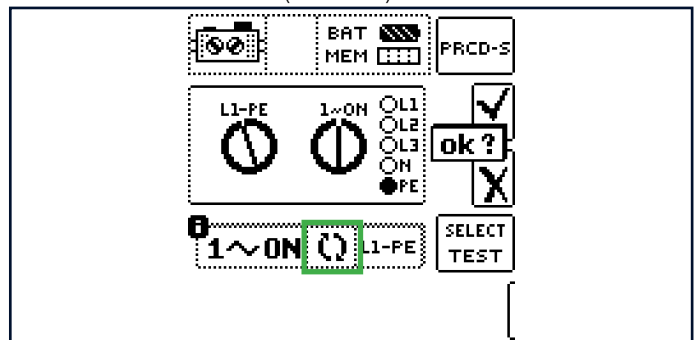 BAT
MEM
PRCD-S
L1-PE
1~ON
L1
L2
L3
N
PE
ok?
1~ON
L1-PE
SELECT
TEST